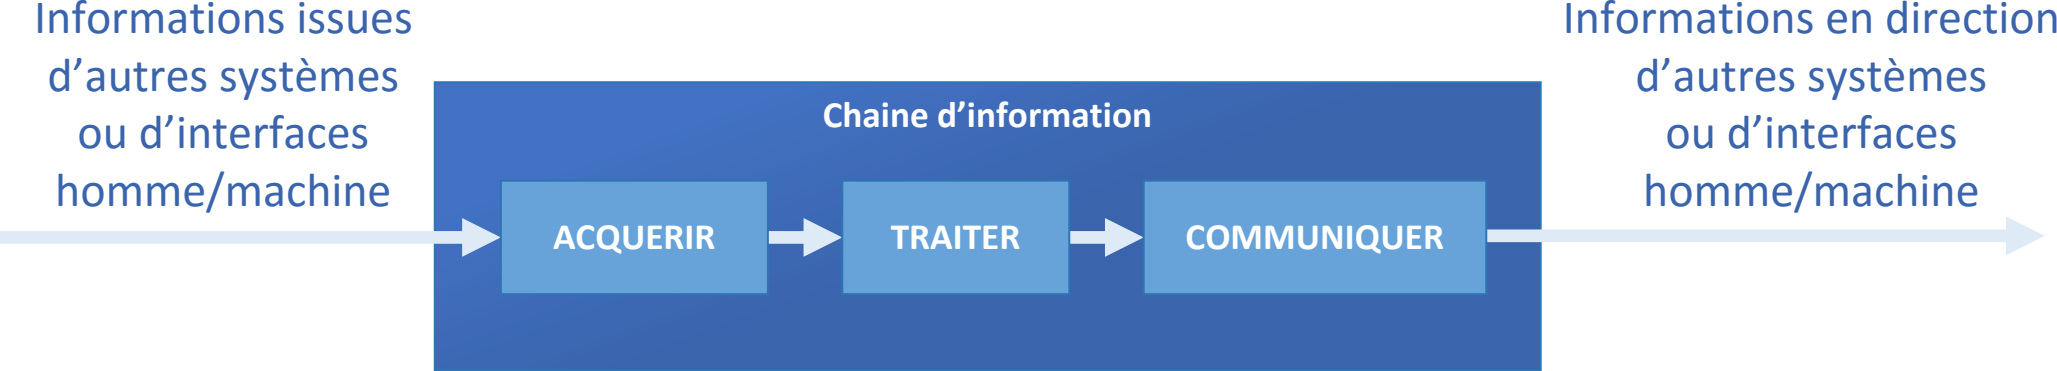 Informations issues
d'autres systèmes
ou d'interfaces
homme/machine
Chaine d'information
ACQUERIR
TRAITER
COMMUNIQUER
Informations en direction
d'autres systèmes
ou d'interfaces
homme/machine